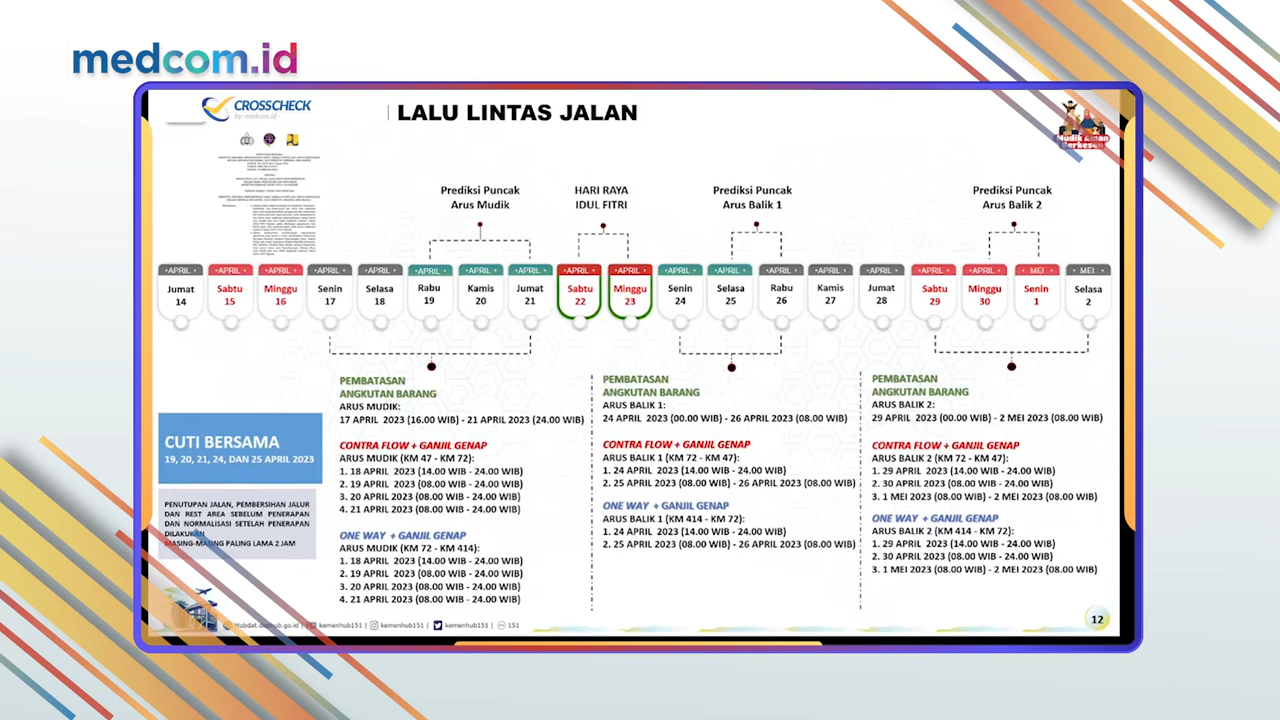 medcom.id
CROSSCHECK
by: medcom.id -
LALU LINTAS JALAN
Mudik Aman
Berkesan
Prediksi Puncak
Arus Mudik
HARI RAYA
IDUL FITRI
Prediksi Puncak
Arus Balik 1
Prediksi Puncak
Arus Balik 2
•APRIL • •APRIL • •APRIL • •APRIL • •APRIL • •APRIL • •APRIL • •APRIL • •APRIL • •APRIL • •APRIL • •APRIL • •APRIL • •APRIL • •APRIL • •APRIL • •APRIL • • MEI • • MEI •
Jumat Sabtu Minggu Senin Selasa Rabu Kamis Jumat Sabtu Minggu Senin Selasa Rabu Kamis Jumat Sabtu Minggu Senin Selasa
14 15 16 17 18 19 20 21 22 23 24 25 26 27 28 29 30 1 2
CUTI BERSAMA
19, 20, 21, 24, DAN 25 APRIL 2023
PENUTUPAN JALAN, PEMBERSIHAN JALUR
DAN REST AREA SEBELUM PENERAPAN
DAN NORMALISASI SETELAH PENERAPAN
DILAKUKAN
MASING-MASING PALING LAMA 2 JAM
PEMBATASAN
ANGKUTAN BARANG
ARUS MUDIK:
17 APRIL 2023 (16.00 WIB) - 21 APRIL 2023 (24.00 WIB)
CONTRA FLOW + GANJIL GENAP
ARUS MUDIK (KM 47 - KM 72):
1. 18 APRIL 2023 (14.00 WIB - 24.00 WIB)
2. 19 APRIL 2023 (08.00 WIB - 24.00 WIB)
3. 20 APRIL 2023 (08.00 WIB - 24.00 WIB)
4. 21 APRIL 2023 (08.00 WIB - 24.00 WIB)
ONE WAY + GANJIL GENAP
ARUS MUDIK (KM 72 - KM 414):
1. 18 APRIL 2023 (14.00 WIB - 24.00 WIB)
2. 19 APRIL 2023 (08.00 WIB - 24.00 WIB)
3. 20 APRIL 2023 (08.00 WIB - 24.00 WIB)
4. 21 APRIL 2023 (08.00 WIB - 24.00 WIB)
PEMBATASAN
ANGKUTAN BARANG
ARUS BALIK 1:
24 APRIL 2023 (00.00 WIB) - 26 APRIL 2023 (08.00 WIB)
CONTRA FLOW + GANJIL GENAP
ARUS BALIK 1 (KM 72 - KM 47):
1. 24 APRIL 2023 (14.00 WIB - 24.00 WIB)
2. 25 APRIL 2023 (08.00 WIB) - 26 APRIL 2023 (08.00 WIB)
ONE WAY + GANJIL GENAP
ARUS BALIK 1 (KM 414 - KM 72):
1. 24 APRIL 2023 (14.00 WIB - 24.00 WIB)
2. 25 APRIL 2023 (08.00 WIB) - 26 APRIL 2023 (08.00 WIB)
PEMBATASAN
ANGKUTAN BARANG
ARUS BALIK 2:
29 APRIL 2023 (00.00 WIB) - 2 MEI 2023 (08.00 WIB)
CONTRA FLOW + GANJIL GENAP
ARUS BALIK 2 (KM 72 - KM 47):
1. 29 APRIL 2023 (14.00 WIB - 24.00 WIB)
2. 30 APRIL 2023 (08.00 WIB - 24.00 WIB)
3. 1 MEI 2023 (08.00 WIB) - 2 MEI 2023 (08.00 WIB)
ONE WAY + GANJIL GENAP
ARUS BALIK 2 (KM 414 - KM 72):
1. 29 APRIL 2023 (14.00 WIB - 24.00 WIB)
2. 30 APRIL 2023 (08.00 WIB - 24.00 WIB)
3. 1 MEI 2023 (08.00 WIB) - 2 MEI 2023 (08.00 WIB)
Hubdat.dephub.go.id | kemenhub151 | kemenhub151 | kemenhub151 | 151
12